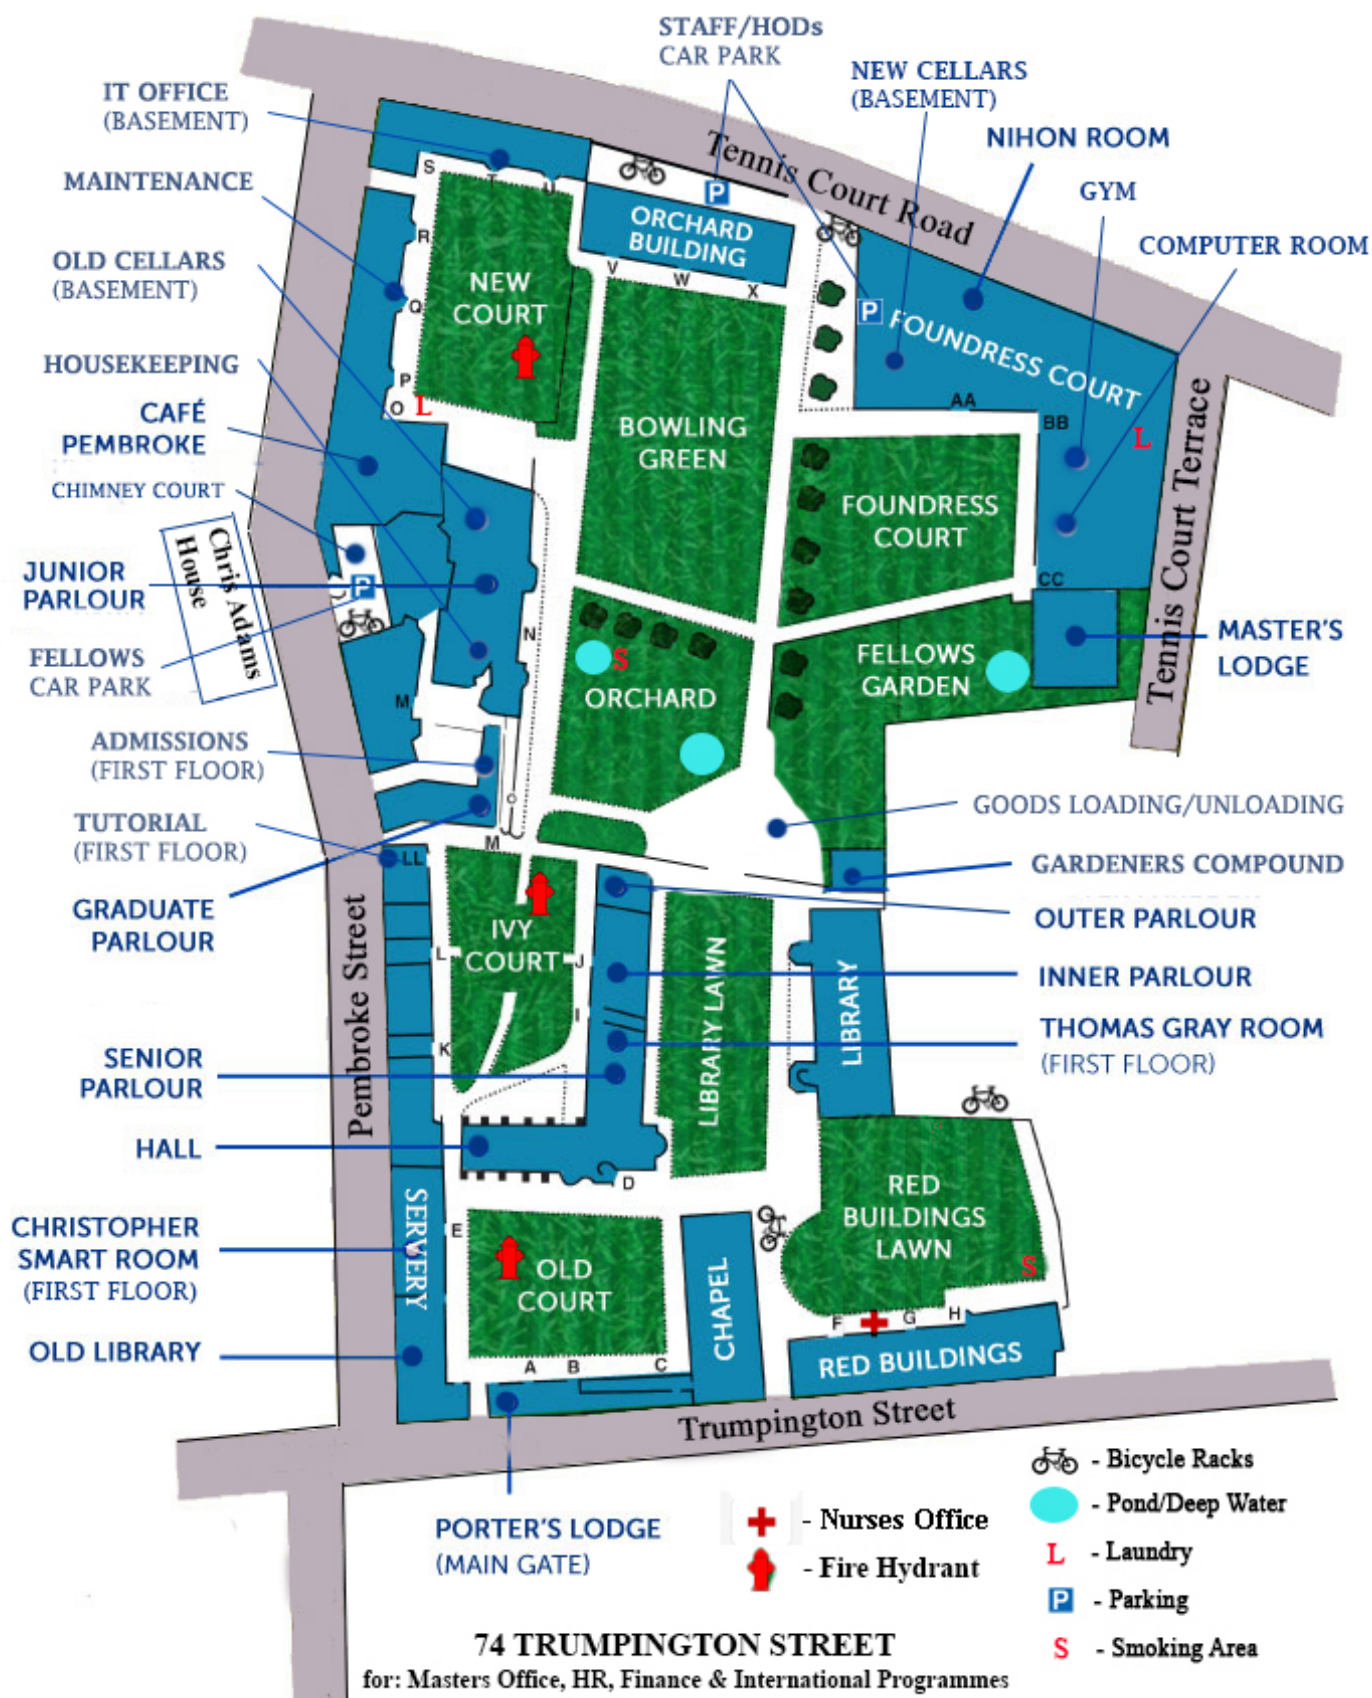 STAFF/HODs
CAR PARK
NEW CELLARS
(BASEMENT)
IT OFFICE
(BASEMENT)
NIHON ROOM
Tennis Court Road
MAINTENANCE
GYM
S
T
U
P
ORCHARD
BUILDING
COMPUTER ROOM
OLD CELLARS
(BASEMENT)
R
NEW
COURT
Q
V
W
X
P
FOUNDRESS COURT
HOUSEKEEPING
P
O
L
AA
BB
L
CAFÉ
PEMBROKE
BOWLING
GREEN
CHIMNEY COURT
FOUNDRESS
COURT
Tennis Court Terrace
Chris Adams
House
JUNIOR
PARLOUR
P
CC
N
MASTER'S
LODGE
FELLOWS
CAR PARK
S
ORCHARD
FELLOWS
GARDEN
M
ADMISSIONS
(FIRST FLOOR)
O
GOODS LOADING/UNLOADING
TUTORIAL
(FIRST FLOOR)
M
LL
GARDENERS COMPOUND
GRADUATE
PARLOUR
OUTER PARLOUR
IVY
COURT
L
J
INNER PARLOUR
Pembroke Street
LIBRARY LAWN
LIBRARY
I
K
THOMAS GRAY ROOM
(FIRST FLOOR)
SENIOR
PARLOUR
HALL
D
RED
BUILDINGS
LAWN
SERVERY
CHRISTOPHER
SMART ROOM
(FIRST FLOOR)
E
OLD
COURT
S
CHAPEL
F
G
H
OLD LIBRARY
A
B
C
RED BUILDINGS
Trumpington Street
PORTER'S LODGE
(MAIN GATE)
- Nurses Office
- Fire Hydrant
- Bicycle Racks
- Pond/Deep Water
L - Laundry
P - Parking
S - Smoking Area
74 TRUMPINGTON STREET
for: Masters Office, HR, Finance & International Programmes